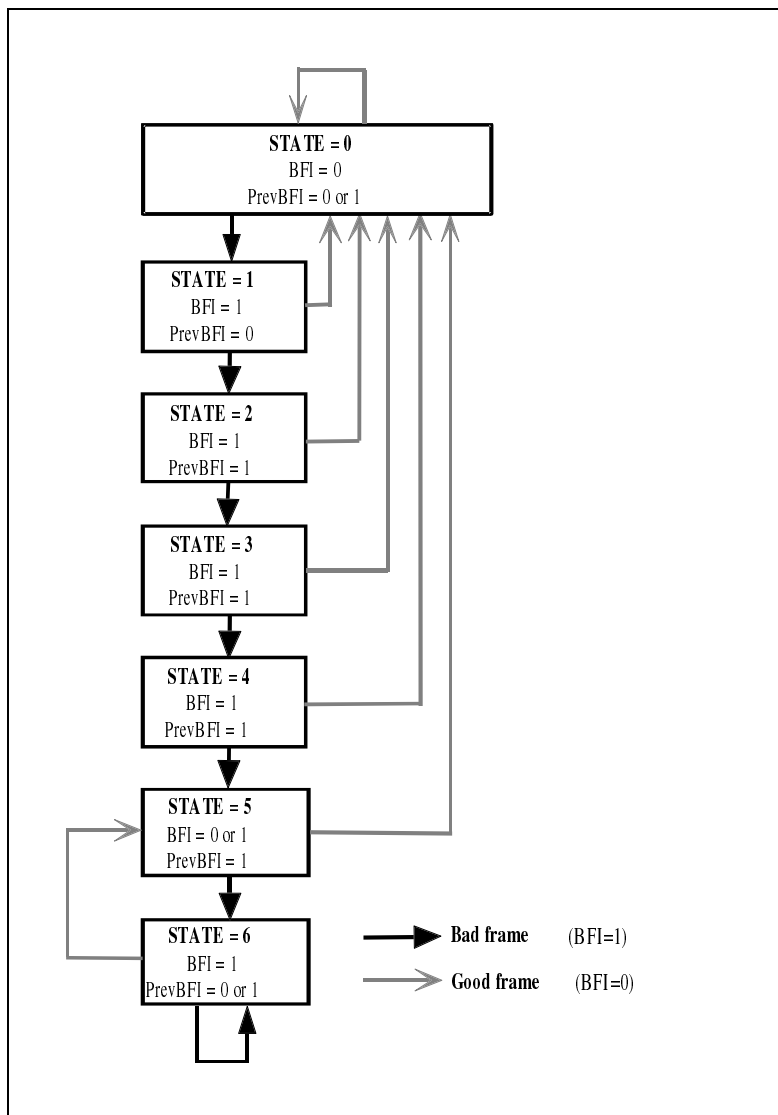 STATE = 0
BFI = 0
PrevBFI = 0 or 1
STATE = 1
BFI = 1
PrevBFI = 0
STATE = 2
BFI = 1
PrevBFI = 1
STATE = 3
BFI = 1
PrevBFI = 1
STATE = 4
BFI = 1
PrevBFI = 1
STATE = 5
BFI = 0 or 1
PrevBFI = 1
STATE = 6
BFI = 1
PrevBFI = 0 or 1
Bad frame (BFI=1)
Good frame (BFI=0)